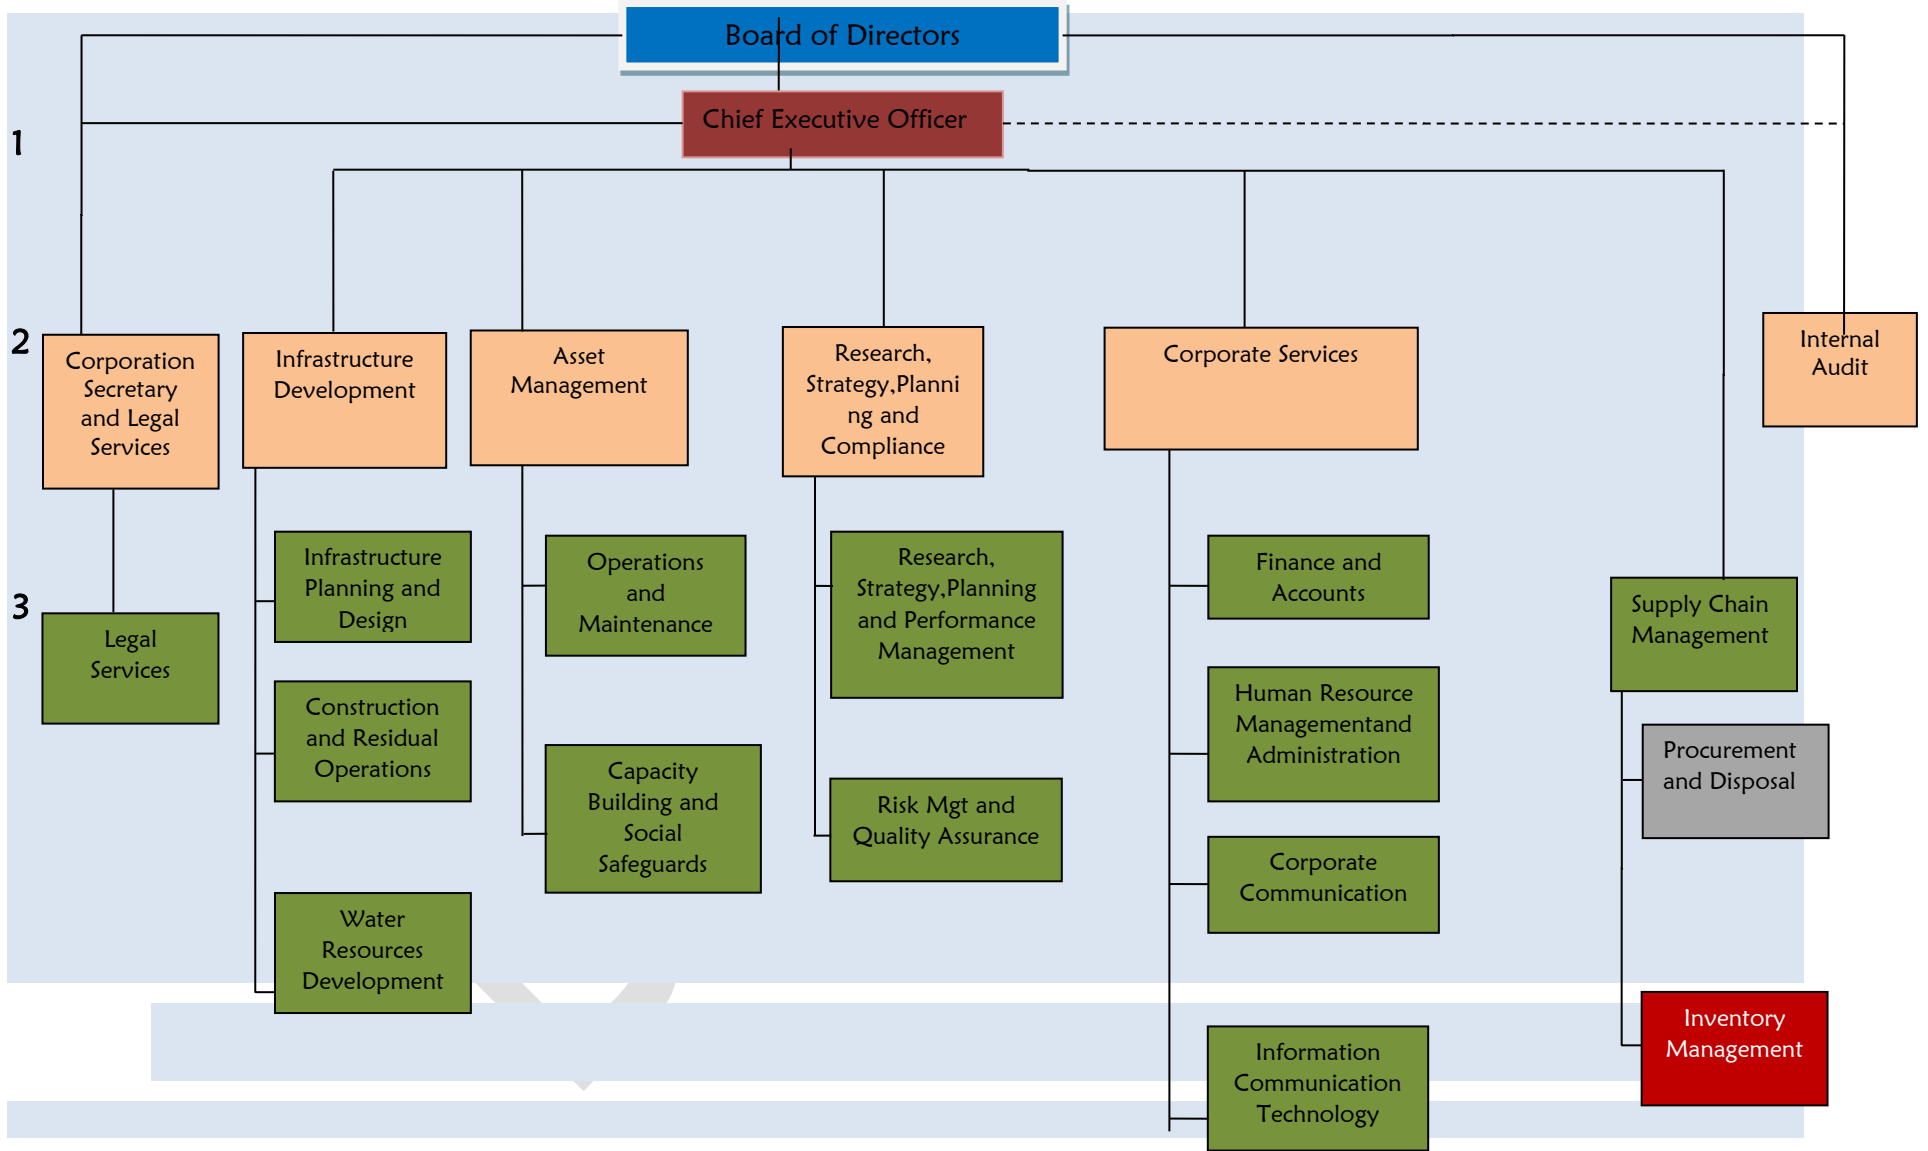 Board of Directors
Chief Executive Officer
1
2
Corporation
Secretary
and Legal
Services
Infrastructure
Development
Asset
Management
Research,
Strategy,Planni
ng and
Compliance
Corporate Services
Internal
Audit
3
Legal
Services
Infrastructure
Planning and
Design
Construction
and Residual
Operations
Water
Resources
Development
Operations
and
Maintenance
Capacity
Building and
Social
Safeguards
Research,
Strategy,Planning
and Performance
Management
Risk Mgt and
Quality Assurance
Finance and
Accounts
Human Resource
Managementand
Administration
Corporate
Communication
Information
Communication
Technology
Supply Chain
Management
Procurement
and Disposal
Inventory
Management